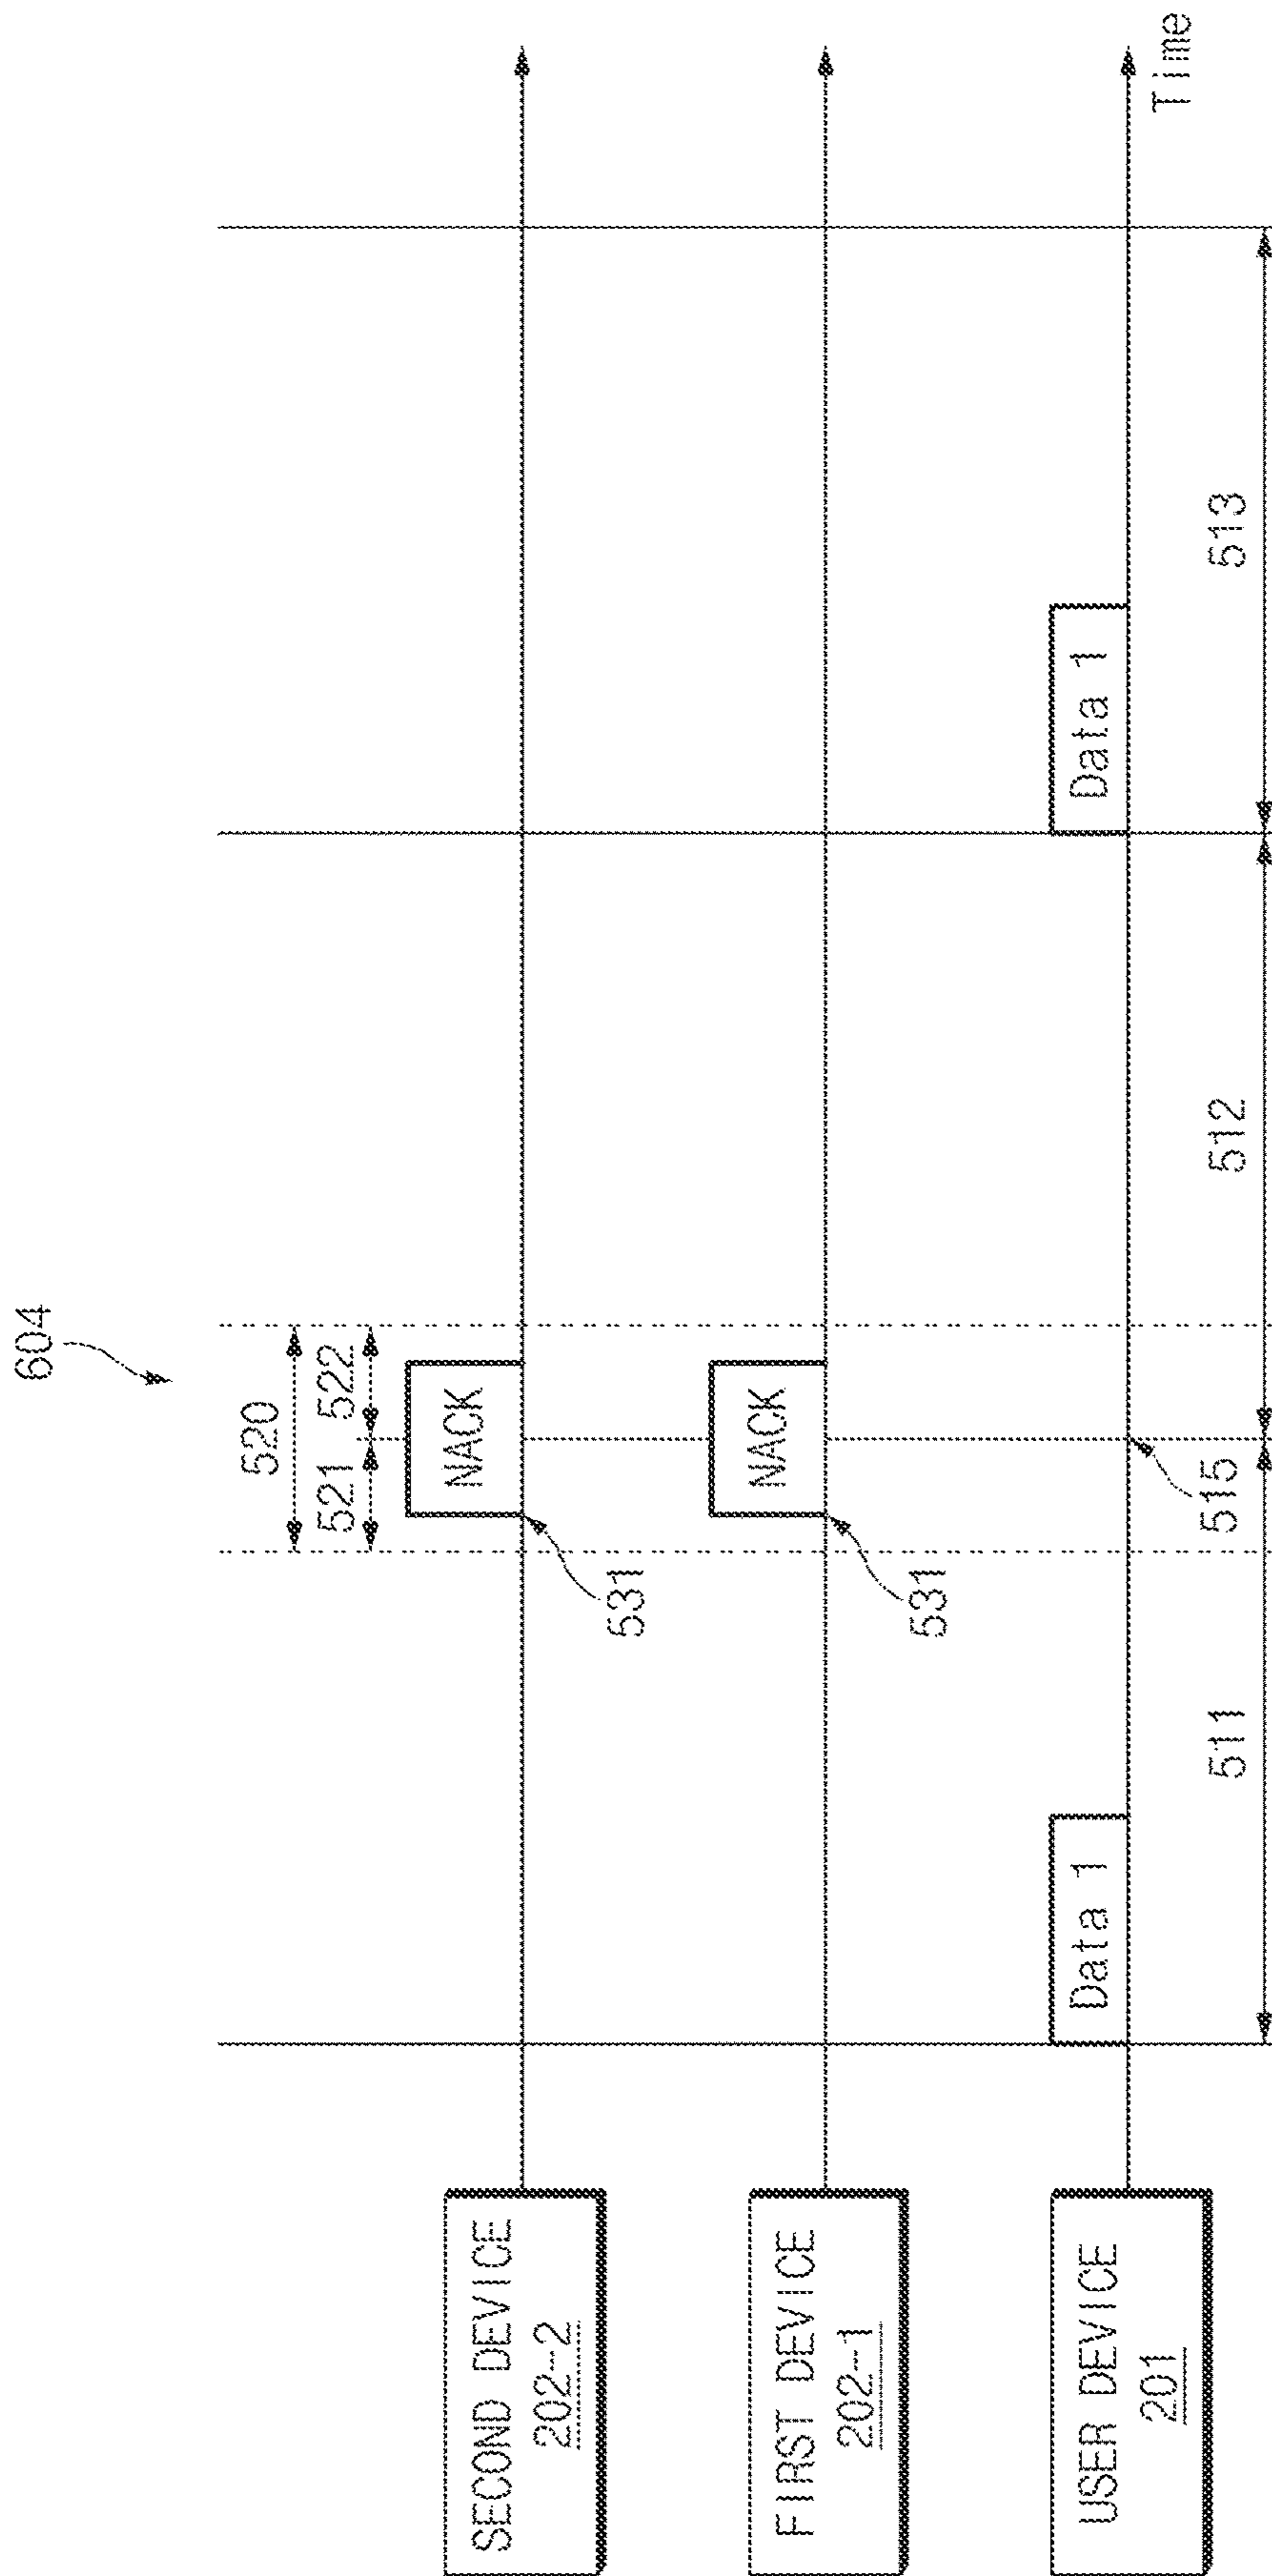 604
520
521
522
SECOND DEVICE
202-2
NACK
531
FIRST DEVICE
202-1
NACK
531
USER DEVICE
201
Data 1
Data 1
515
Time
511
512
513